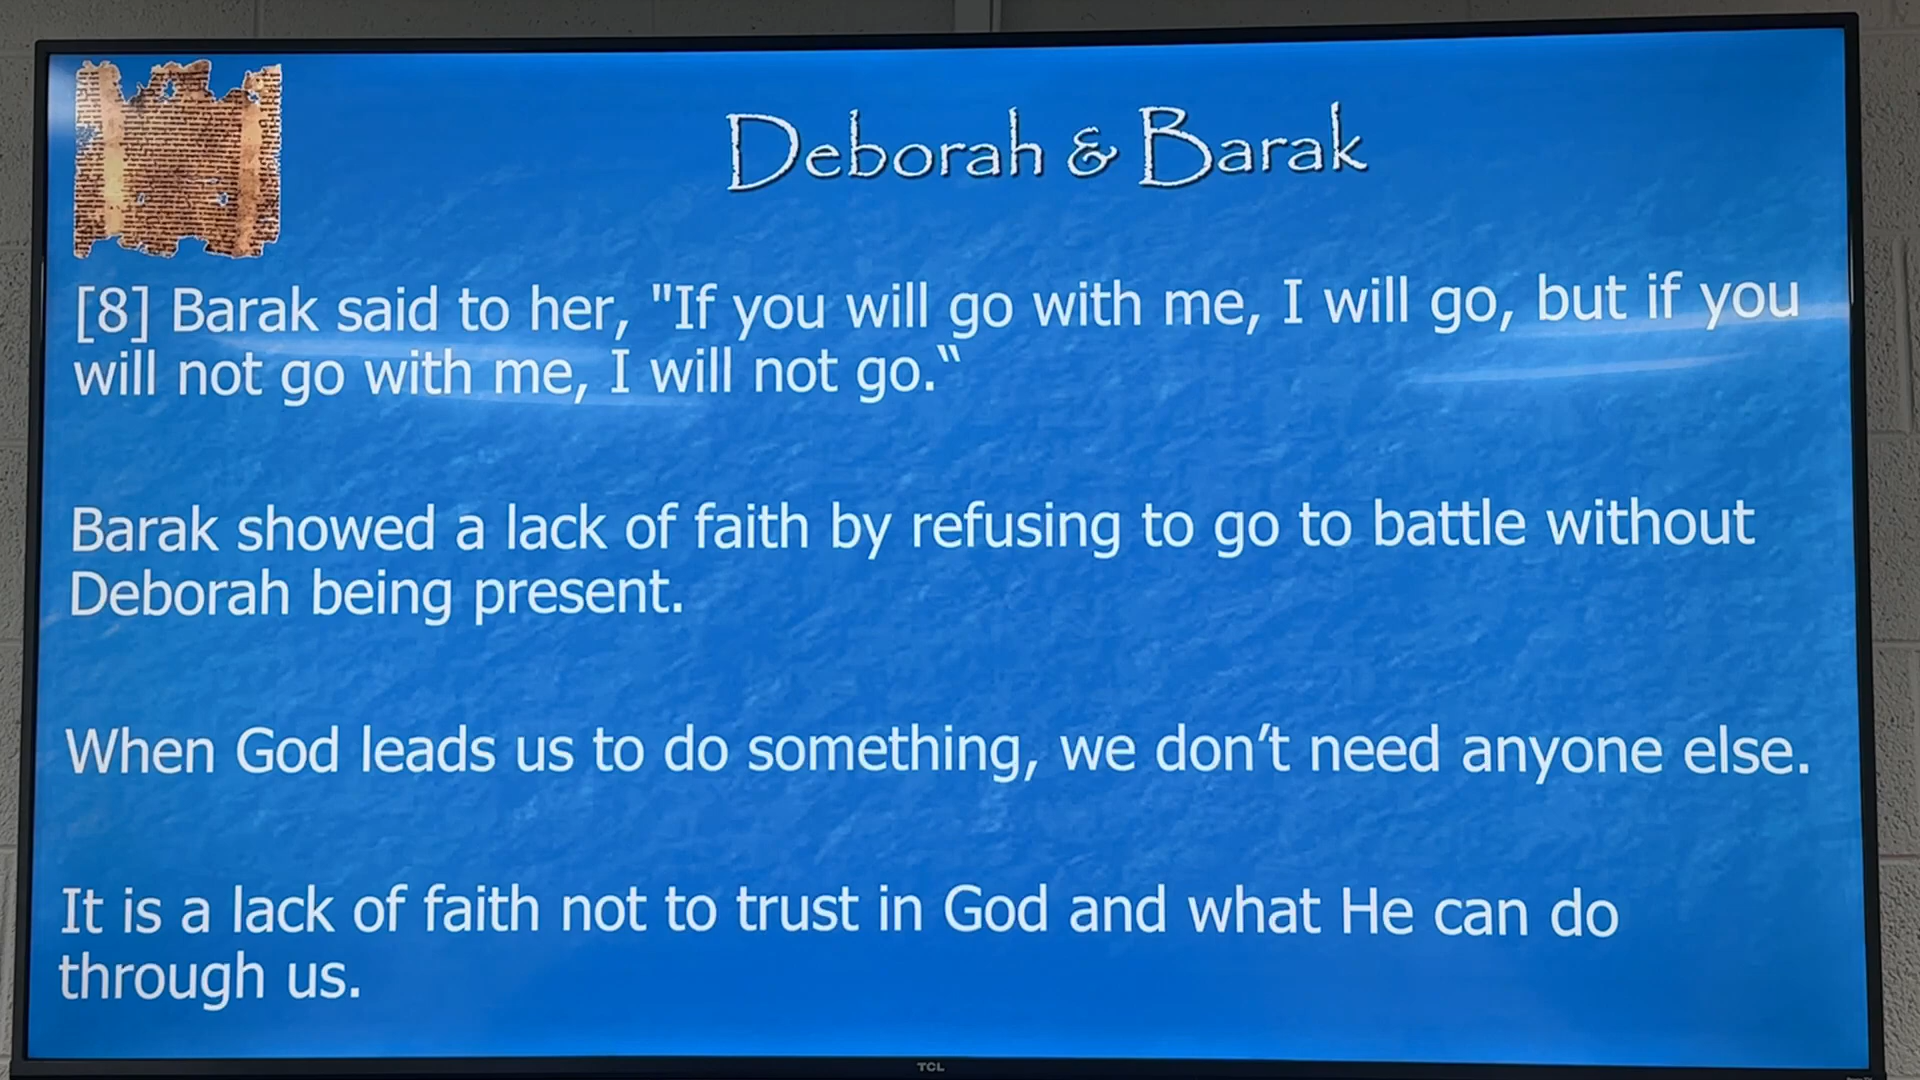 Deborah & Barak
[8] Barak said to her, "If you will go with me, I will go, but if you
will not go with me, I will not go.‟
Barak showed a lack of faith by refusing to go to battle without
Deborah being present.
When God leads us to do something, we don’t need anyone else.
It is a lack of faith not to trust in God and what He can do
through us.
TCL